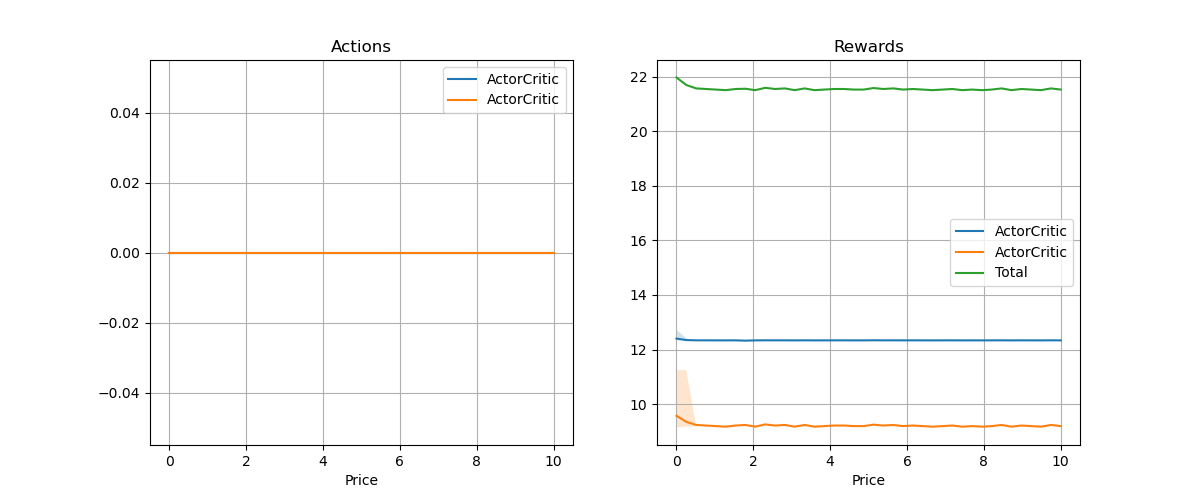 Actions
ActorCritic
ActorCritic
0.04
0.02
0.00
−0.02
−0.04
0 2 4 6 8 10
Price
Rewards
22
20
18
16
14
12
10
ActorCritic
ActorCritic
Total
0 2 4 6 8 10
Price